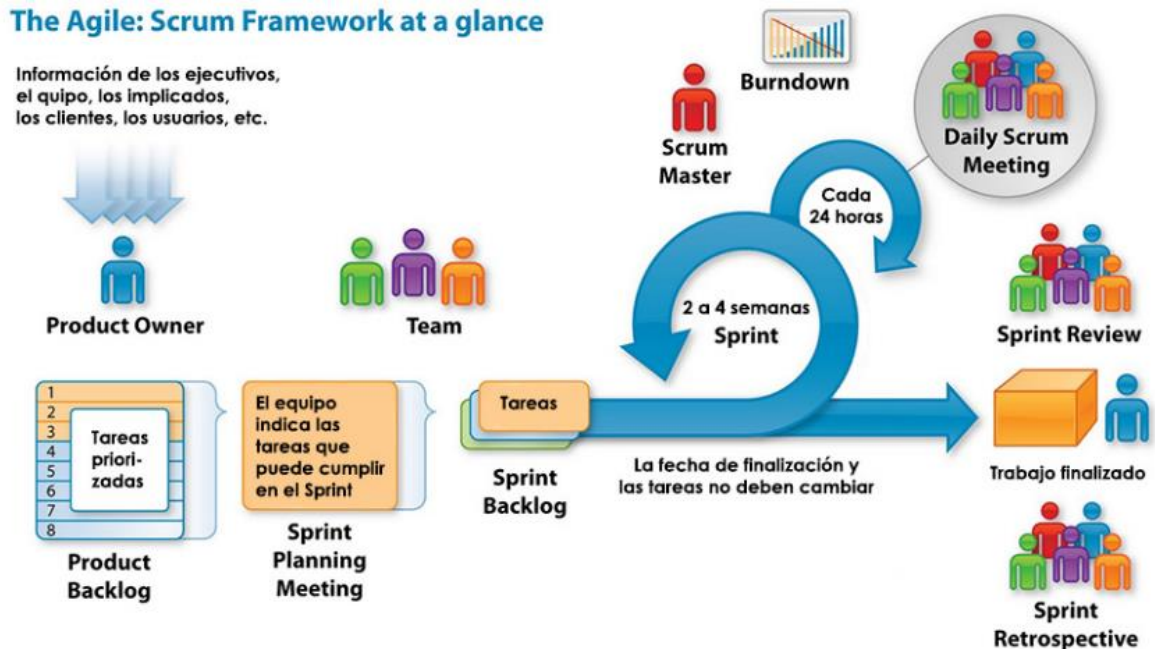 The Agile: Scrum Framework at a glance
Información de los ejecutivos,
el quipo, los implicados,
los clientes, los usuarios, etc.
Product Owner
Team
Scrum
Master
Burndown
Daily Scrum
Meeting
Cada
24 horas
2 a 4 semanas
Sprint
Sprint Review
1
2
3
4
5
6
7
8
Tareas
priori-
zadas
Product
Backlog
El equipo
indica las
tareas que
puede cumplir
en el Sprint
Sprint
Planning
Meeting
Tareas
Sprint
Backlog
La fecha de finalización y
las tareas no deben cambiar
Trabajo finalizado
Sprint
Retrospective